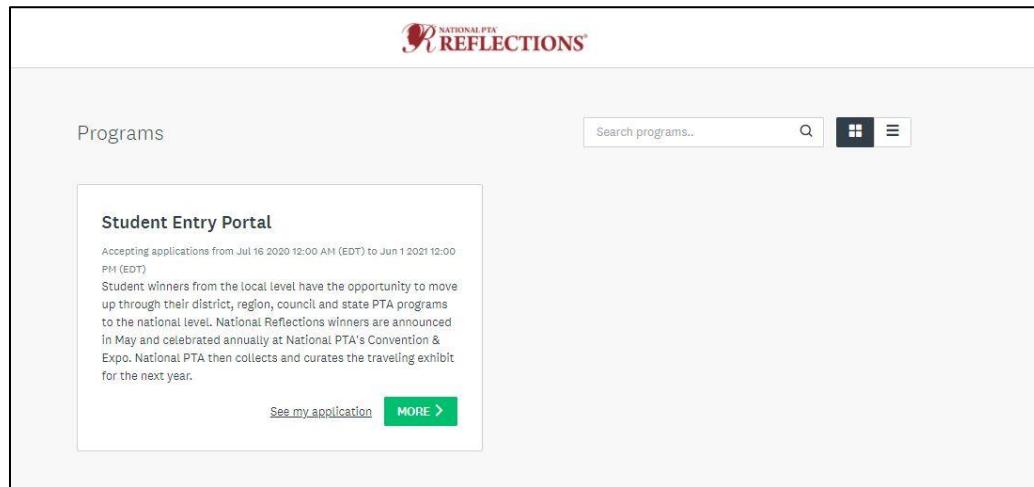 NATIONAL PTA®
REFLECTIONS®
Programs
Search programs..
Student Entry Portal
Accepting applications from Jul 16 2020 12:00 AM (EDT) to Jun 1 2021 12:00
PM (EDT)
Student winners from the local level have the opportunity to move
up through their district, region, council and state PTA programs
to the national level. National Reflections winners are announced
in May and celebrated annually at National PTA's Convention &
Expo. National PTA then collects and curates the traveling exhibit
for the next year.
See my application MORE >